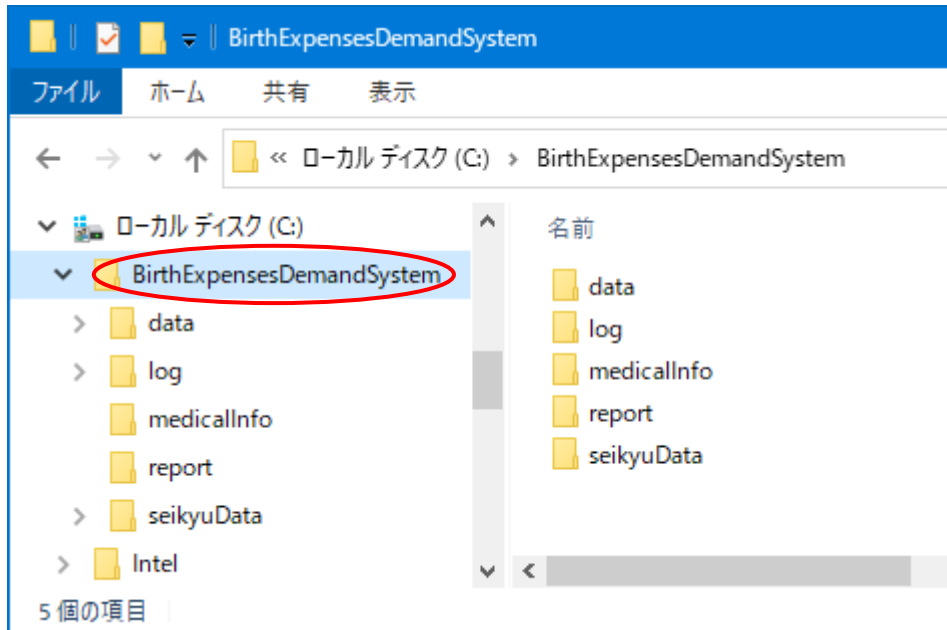 BirthExpensesDemandSystem
ファイル ホーム 共有 表示
« ローカル ディスク (C:) > BirthExpensesDemandSystem
ローカル ディスク (C:)
BirthExpensesDemandSystem
data
log
medicalInfo
report
seikyuData
Intel
名前
data
log
medicalInfo
report
seikyuData
5 個の項目